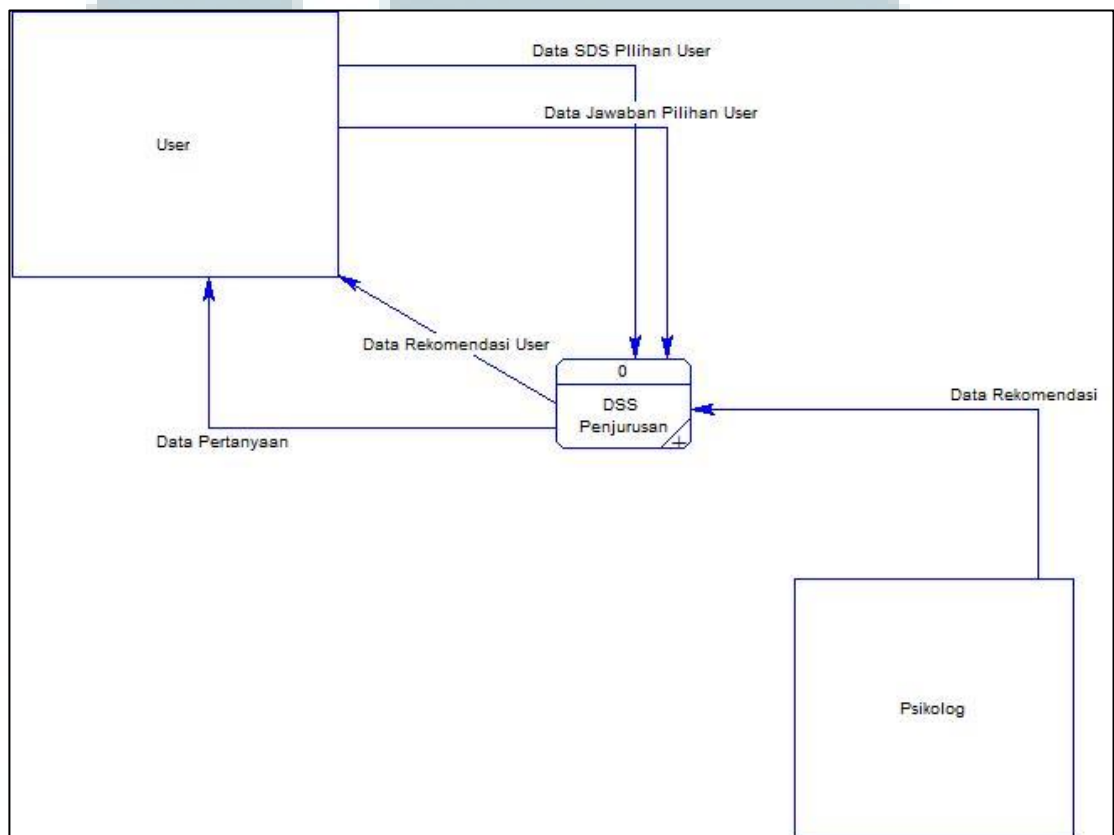 Data SDS PIlihan User
Data Jawaban Pilihan User
User
Data Rekomendasi User
0
DSS
Penjurusan
Data Rekomendasi
Data Pertanyaan
Psikolog